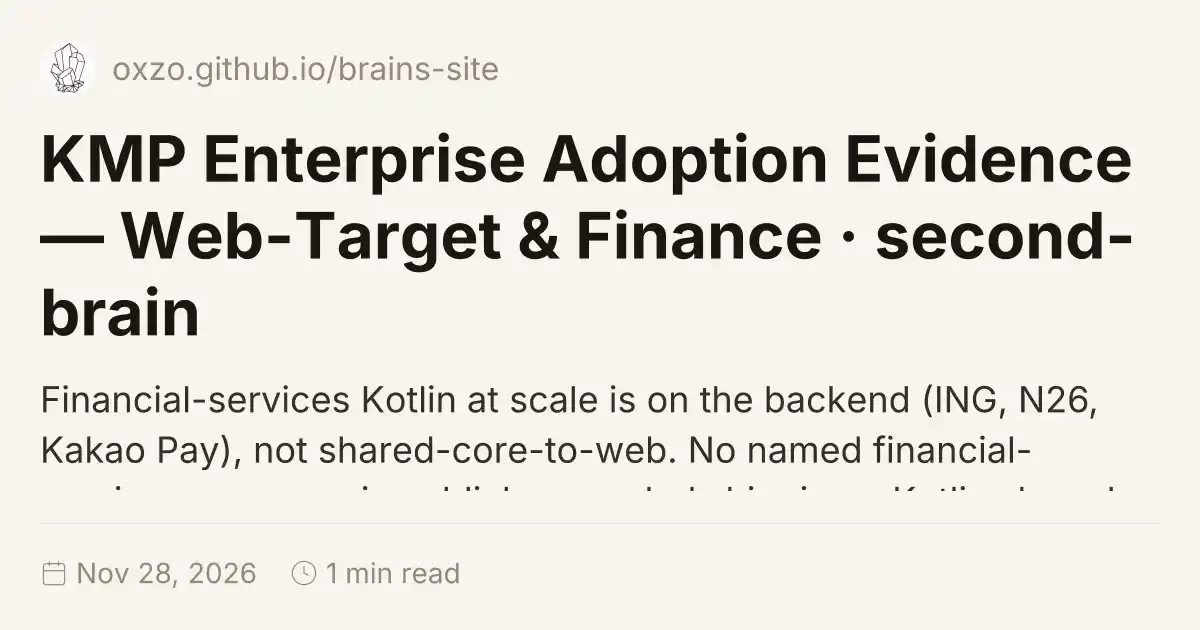 oxzo.github.io/brains-site
KMP Enterprise Adoption Evidence
— Web-Target & Finance · second-
brain
Financial-services Kotlin at scale is on the backend (ING, N26,
Kakao Pay), not shared-core-to-web. No named financial-
Nov 28, 2026
1 min read